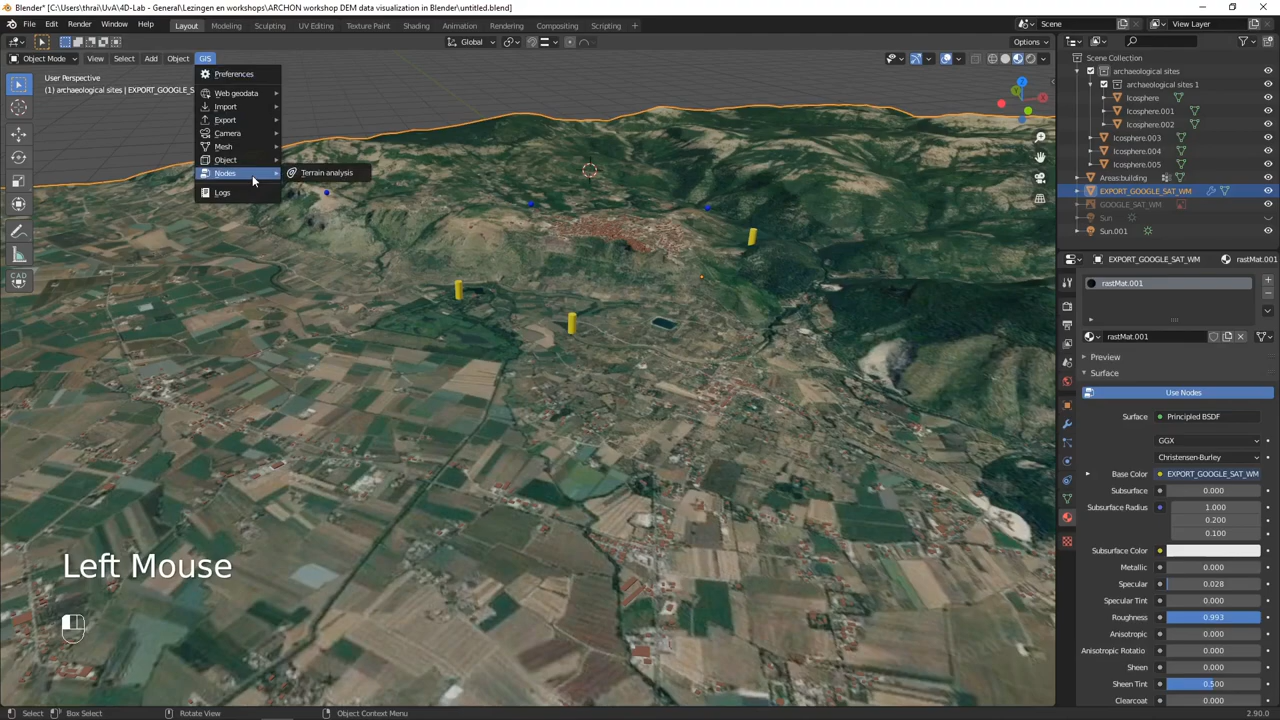 Blender* [C:\Users\thrai\UvA\4D-Lab - General\Lezingen en workshops\ARCHON workshop DEM data visualization in Blender\untitled.blend]
File Edit Render Window Help Layout Modeling Sculpting UV Editing Texture Paint Shading Animation Rendering Compositing Scripting Scene View Layer
Global Options
Object Mode View Select Add Object GIS
User Perspective
(1) archaeological sites | EXPORT_GOOGLE_S
Preferences
Web geodata
Import
Export
Camera
Mesh
Object
Nodes
Terrain analysis
Logs
CAD
Left Mouse
Scene Collection
archaeological sites
archaeological sites 1
Icosphere
Icosphere.001
Icosphere.002
Icosphere.003
Icosphere.004
Icosphere.005
Areas:building
EXPORT_GOOGLE_SAT_WM
GOOGLE_SAT_WM
Sun
Sun.001
EXPORT_GOOGLE_SAT_WM rastMat.001
rastMat.001
rastMat.001
Preview
Surface
Use Nodes
Surface Principled BSDF
GGX
Christensen-Burley
Base Color EXPORT_GOOGLE_SAT_WM
Subsurface 0.000
Subsurface Radius 1.000
0.200
0.100
Subsurface Color
Metallic 0.000
Specular 0.028
Specular Tint 0.000
Roughness 0.993
Anisotropic 0.000
Anisotropic Rotatio 0.000
Sheen 0.000
Sheen Tint 0.500
Clearcoat 0.000
Select Box Select Rotate View Object Context Menu 2.90.0